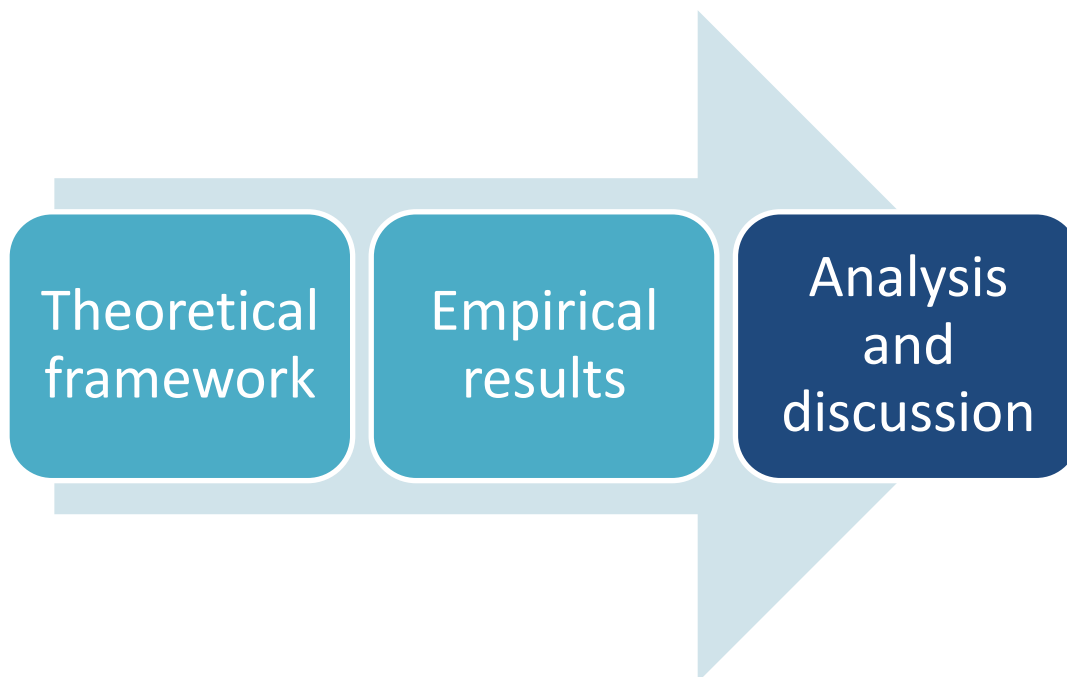 Theoretical
framework
Empirical
results
Analysis
and
discussion